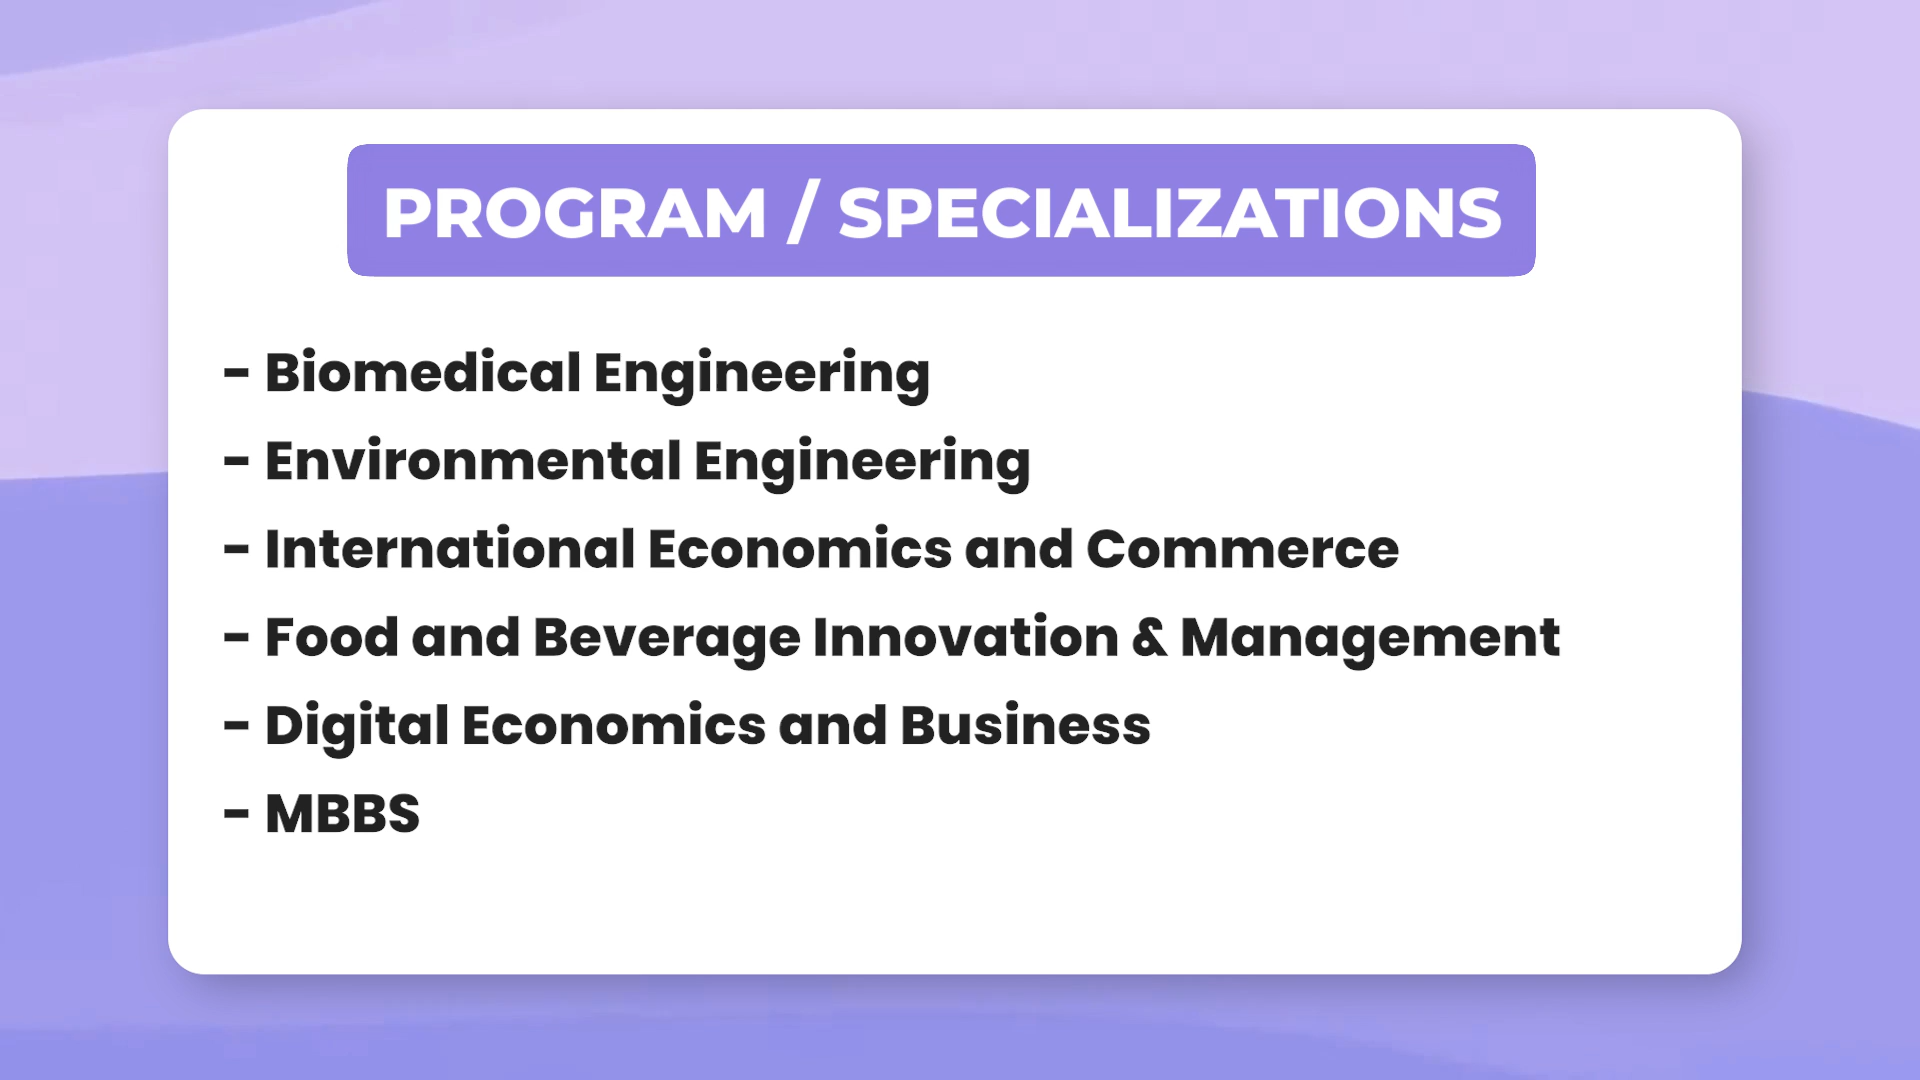 PROGRAM / SPECIALIZATIONS
- Biomedical Engineering
- Environmental Engineering
- International Economics and Commerce
- Food and Beverage Innovation & Management
- Digital Economics and Business
- MBBS